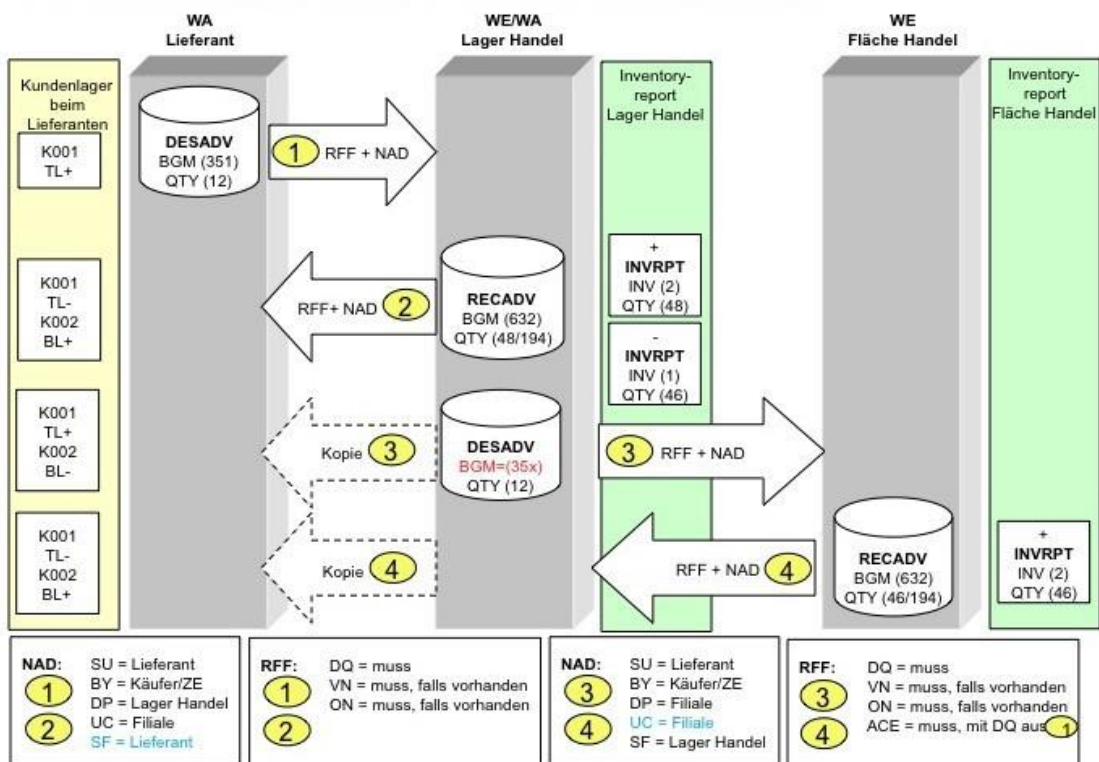 WA
Lieferant
WE/WA
Lager Handel
WE
Fläche Handel
Kundenlager
beim
Lieferanten
K001
TL+
K001
TL-
K002
BL+
K001
TL+
K002
BL-
K001
TL-
K002
BL+
DESADV
BGM (351)
QTY (12)
1 RFF + NAD
RFF+ NAD 2
RECADV
BGM (632)
QTY (48/194)
Kopie 3
DESADV
BGM=(35x)
QTY (12)
Kopie 4
Inventory-
report
Lager Handel
+
INVRPT
INV (2)
QTY (48)
-
INVRPT
INV (1)
QTY (46)
3 RFF + NAD
RFF + NAD 4
RECADV
BGM (632)
QTY (46/194)
Inventory-
report
Fläche Handel
+
INVRPT
INV (2)
QTY (46)
NAD: SU = Lieferant
1 BY = Käufer/ZE
DP = Lager Handel
2 UC = Filiale
SF = Lieferant
RFF: DQ = muss
1 VN = muss, falls vorhanden
ON = muss, falls vorhanden
2
NAD: SU = Lieferant
3 BY = Käufer/ZE
DP = Filiale
4 UC = Filiale
SF = Lager Handel
RFF: DQ = muss
3 VN = muss, falls vorhanden
ON = muss, falls vorhanden
4 ACE = muss, mit DQ aus 1